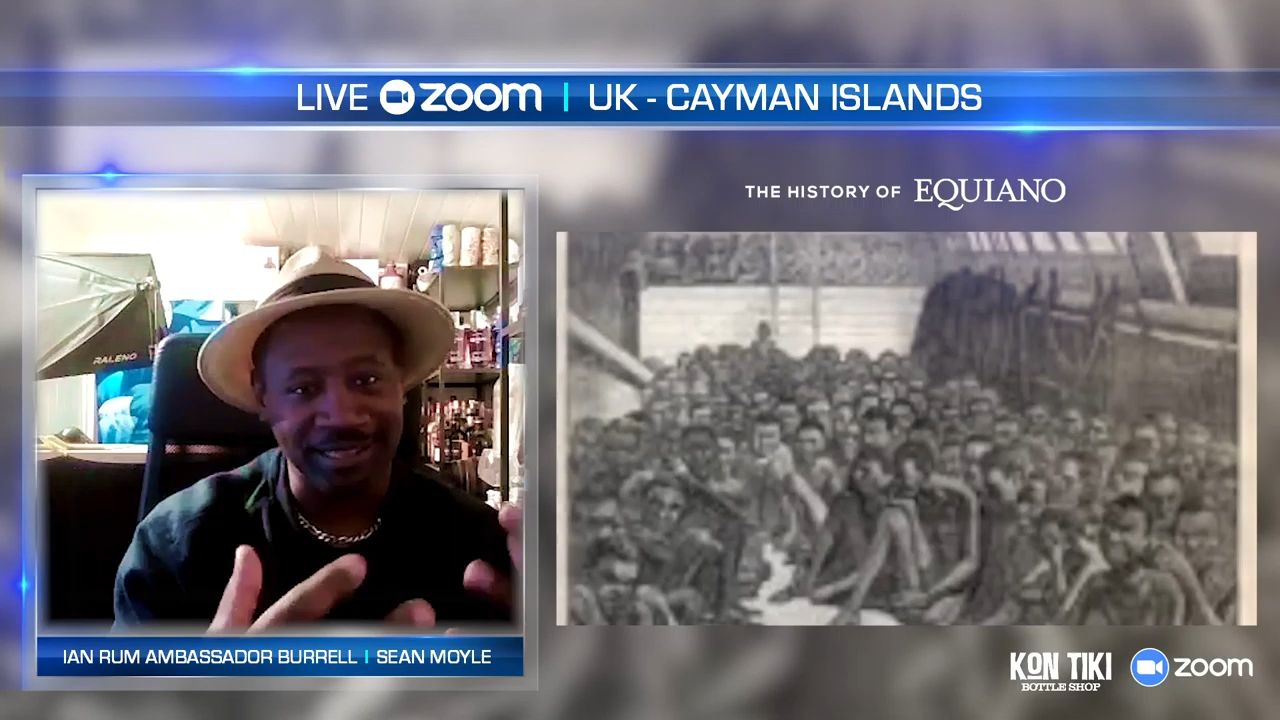 LIVE zoom | UK - CAYMAN ISLANDS
THE HISTORY OF EQUIANO
RALENO
IAN RUM AMBASSADOR BURRELL | SEAN MOYLE
KON TIKI
BOTTLE SHOP
zoom